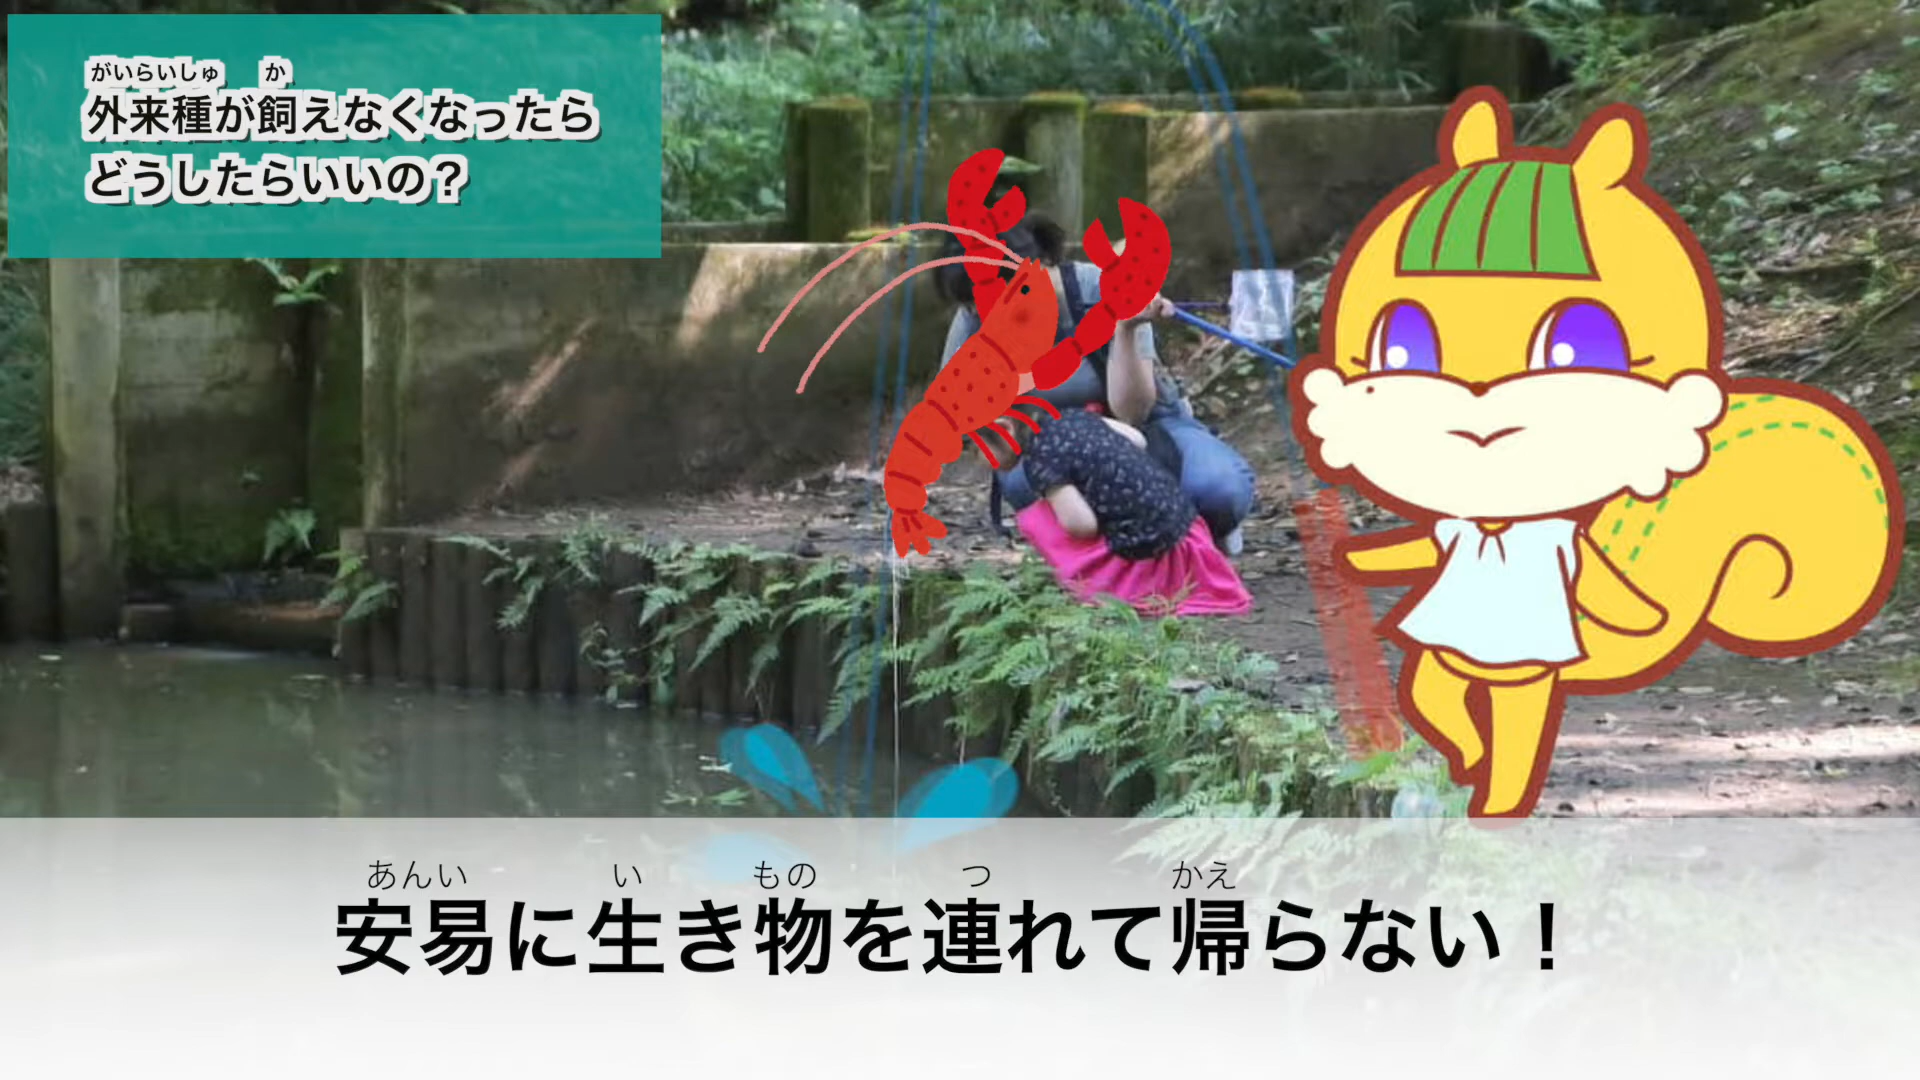 がいらいしゅ か
外来種が飼えなくなったら
どうしたらいいの？
あんい い もの つ かえ
安易に生き物を連れて帰らない！